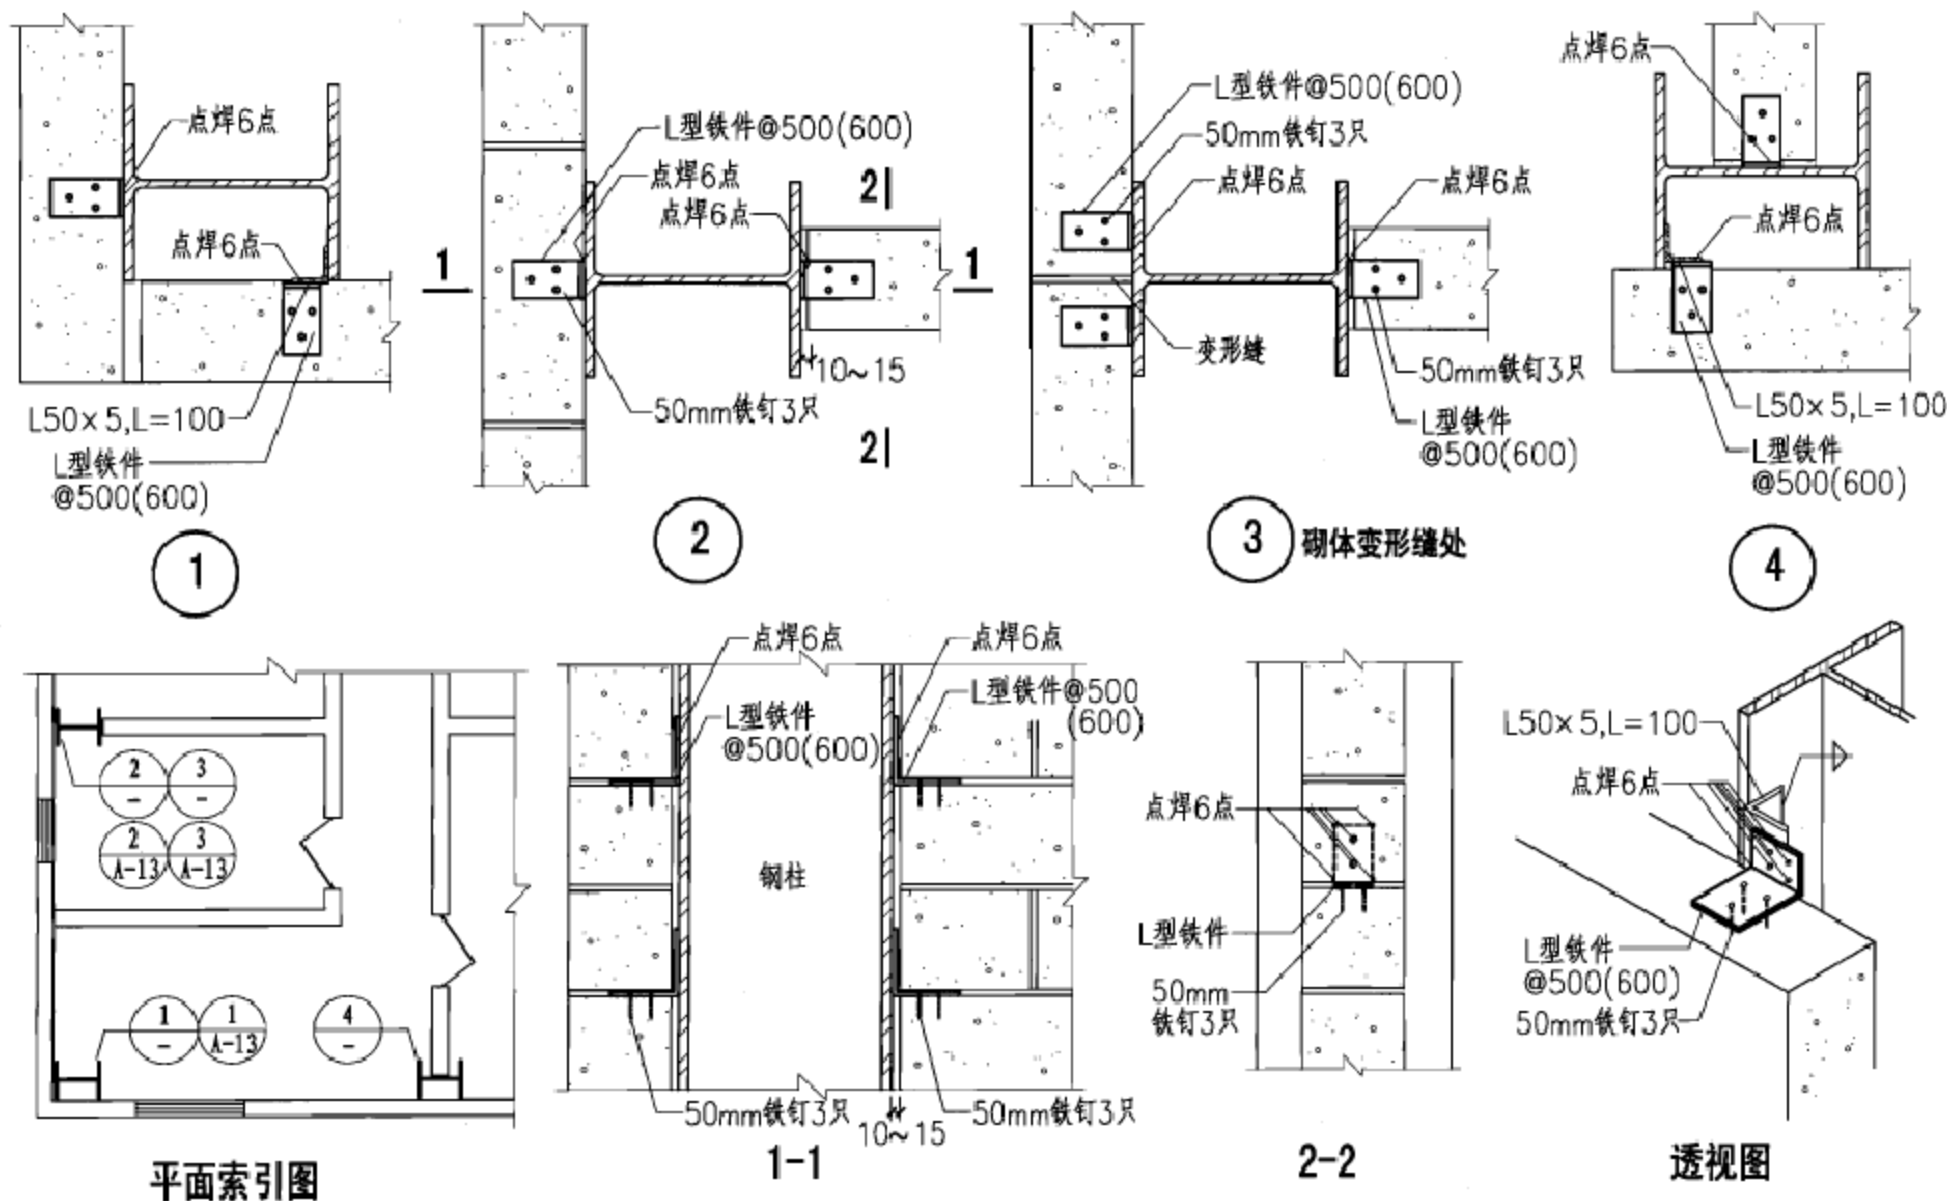 点焊6点
点焊6点
L50×5,L=100
L型铁件
@500(600)
1
L型铁件@500(600)
点焊6点
点焊6点
2
1
1
10~15
50mm铁钉3只
2
2
L型铁件@500(600)
50mm铁钉3只
点焊6点
点焊6点
变形缝
50mm铁钉3只
L型铁件
@500(600)
3
砌体变形缝处
点焊6点
点焊6点
L50×5,L=100
L型铁件
@500(600)
4
2
–
3
–
2
A-13
3
A-13
1
–
1
A-13
4
–
平面索引图
点焊6点
点焊6点
L型铁件
@500(600)
L型铁件@500
(600)
钢柱
50mm铁钉3只
10~15
50mm铁钉3只
1-1
点焊6点
L型铁件
50mm
铁钉3只
2-2
L50×5,L=100
点焊6点
L型铁件
@500(600)
50mm铁钉3只
透视图